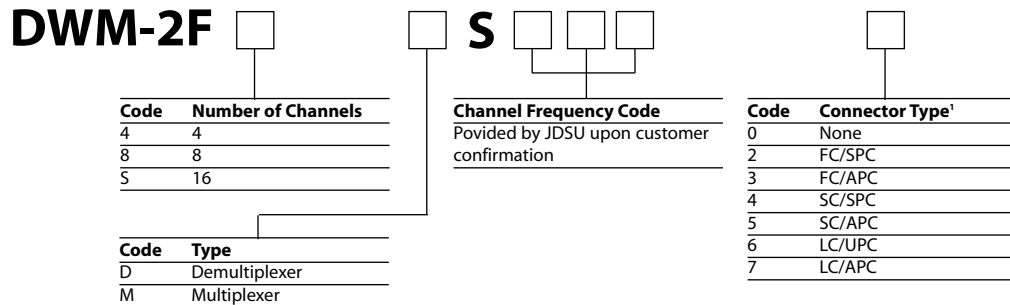 DWM-2F S
Code Number of Channels
4 4
8 8
S 16
Code Type
D Demultiplexer
M Multiplexer
Channel Frequency Code
Povided by JDSU upon customer
confirmation
Code Connector Type¹
0 None
2 FC/SPC
3 FC/APC
4 SC/SPC
5 SC/APC
6 LC/UPC
7 LC/APC